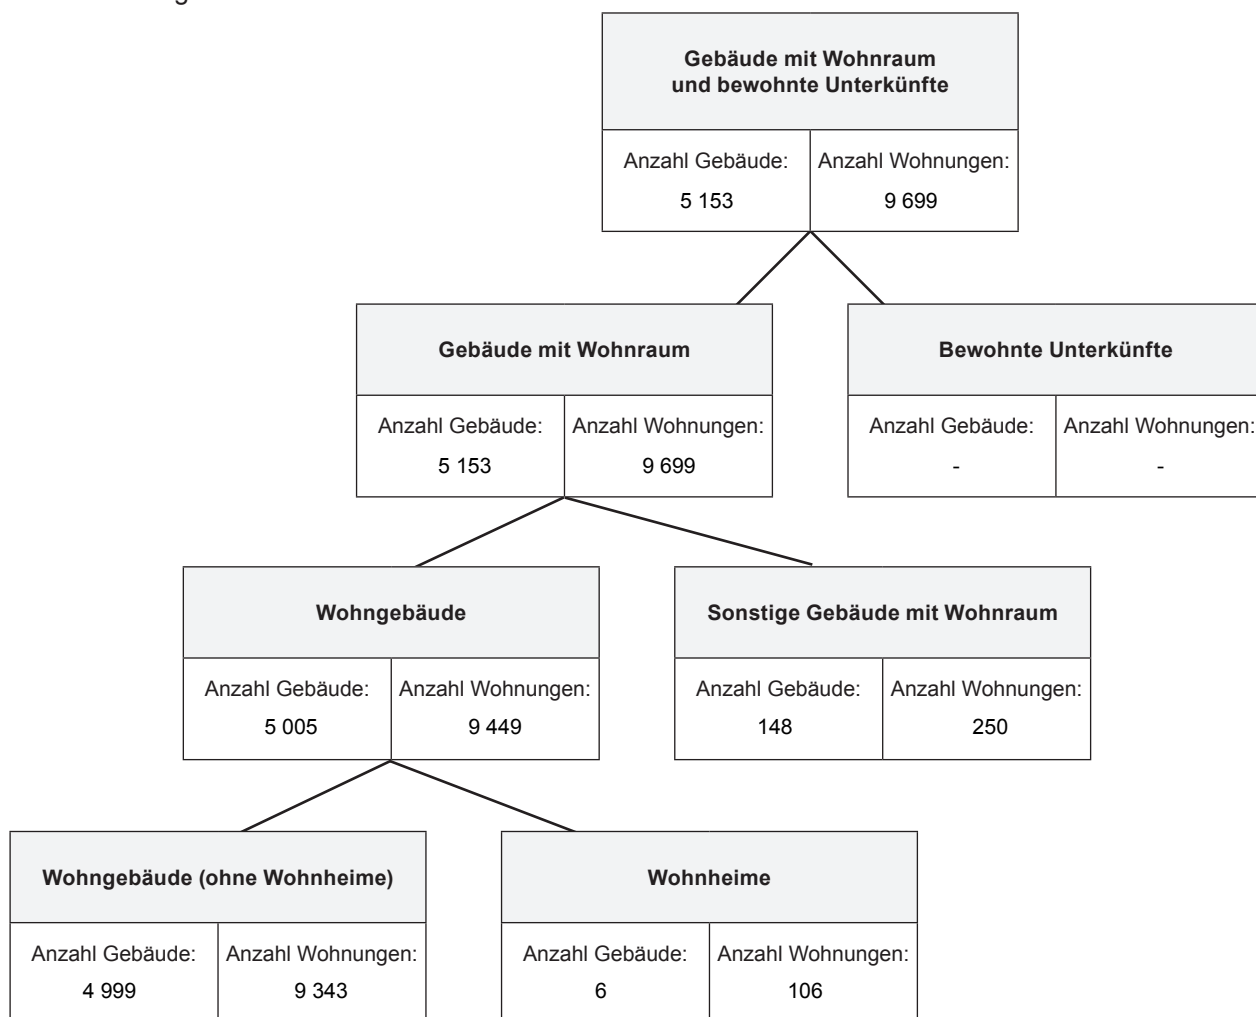 g
Gebäude mit Wohnraum
und bewohnte Unterkünfte
Anzahl Gebäude: Anzahl Wohnungen:
5 153 9 699
Gebäude mit Wohnraum Bewohnte Unterkünfte
Anzahl Gebäude: Anzahl Wohnungen: Anzahl Gebäude: Anzahl Wohnungen:
5 153 9 699 - -
Wohngebäude Sonstige Gebäude mit Wohnraum
Anzahl Gebäude: Anzahl Wohnungen: Anzahl Gebäude: Anzahl Wohnungen:
5 005 9 449 148 250
Wohngebäude (ohne Wohnheime) Wohnheime
Anzahl Gebäude: Anzahl Wohnungen: Anzahl Gebäude: Anzahl Wohnungen:
4 999 9 343 6 106